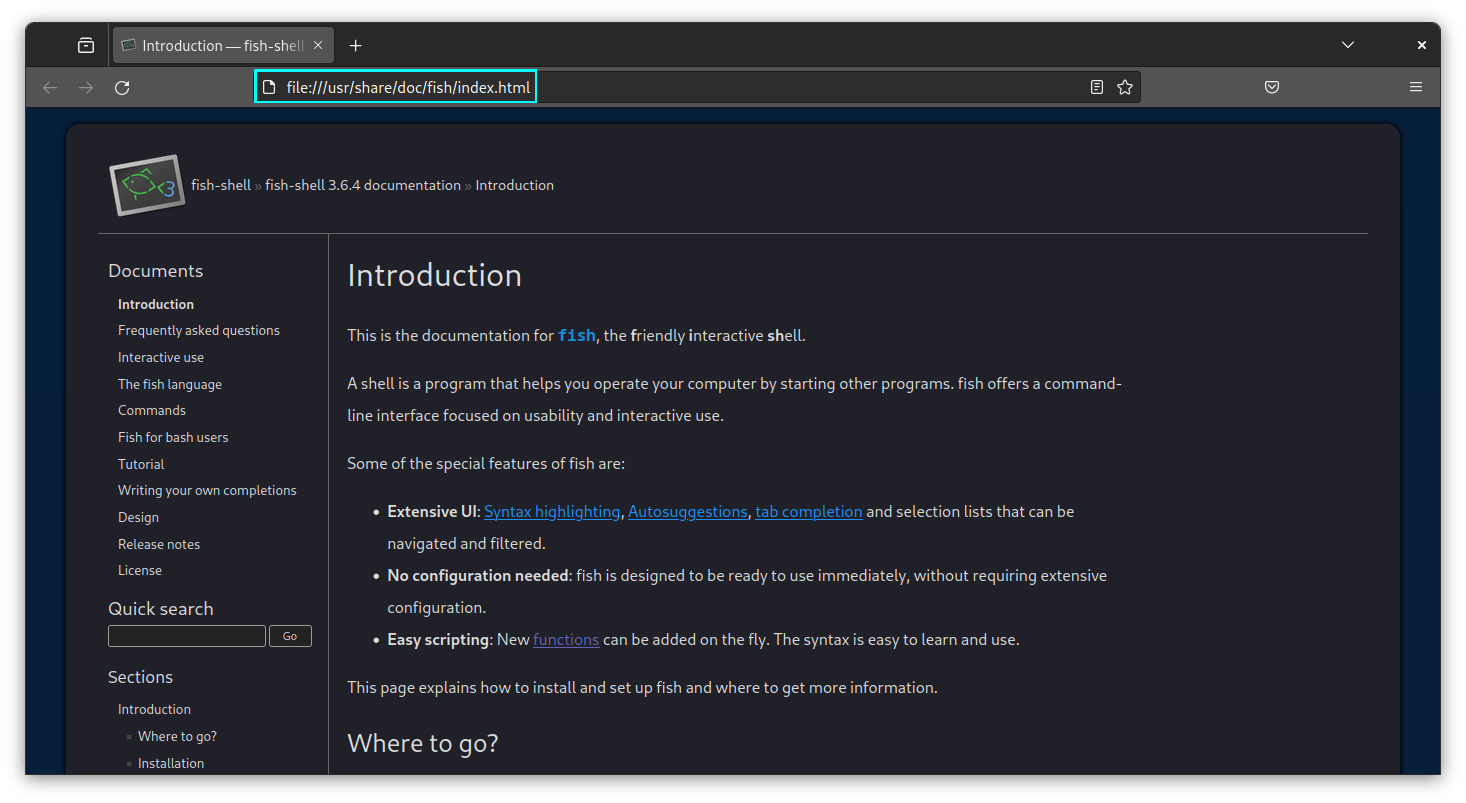 Introduction — fish-shell
file:///usr/share/doc/fish/index.html
3
fish-shell » fish-shell 3.6.4 documentation » Introduction
Documents
Introduction
Frequently asked questions
Interactive use
The fish language
Commands
Fish for bash users
Tutorial
Writing your own completions
Design
Release notes
License
Quick search
Go
Sections
Introduction
Where to go?
Installation
Introduction
This is the documentation for fish, the friendly interactive shell.
A shell is a program that helps you operate your computer by starting other programs. fish offers a command-
line interface focused on usability and interactive use.
Some of the special features of fish are:
• Extensive UI: Syntax highlighting, Autosuggestions, tab completion and selection lists that can be
navigated and filtered.
• No configuration needed: fish is designed to be ready to use immediately, without requiring extensive
configuration.
• Easy scripting: New functions can be added on the fly. The syntax is easy to learn and use.
This page explains how to install and set up fish and where to get more information.
Where to go?